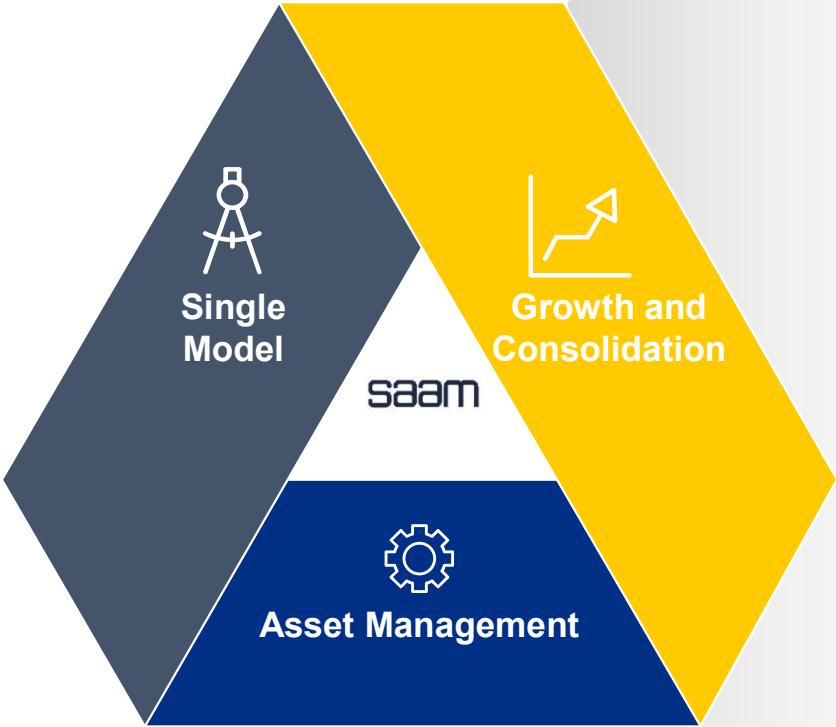 Single
Model
Growth and
Consolidation
saam
Asset Management